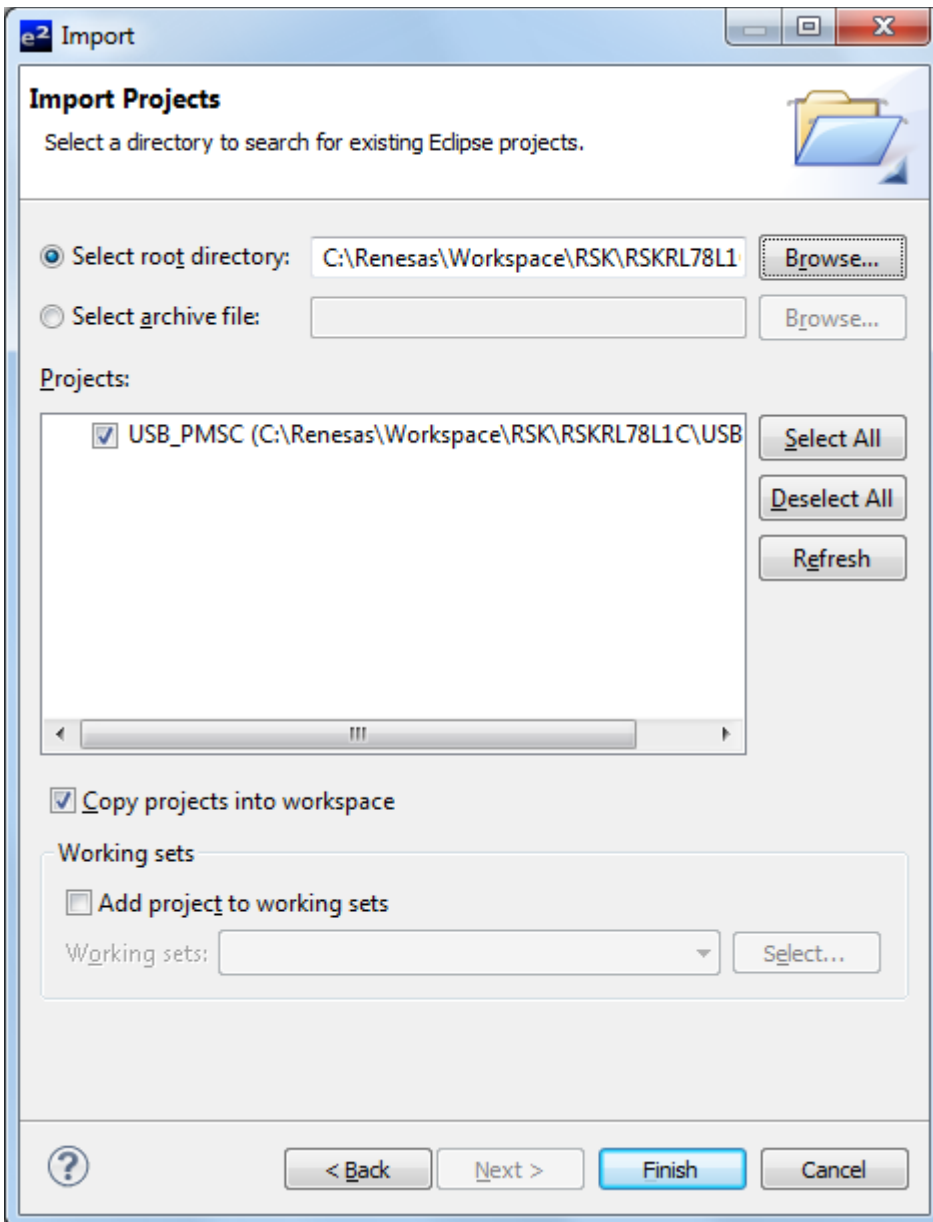 e² Import
Import Projects
Select a directory to search for existing Eclipse projects.
Select root directory: C:\Renesas\Workspace\RSK\RSKRL78L1 Browse...
Select archive file: Browse...
Projects:
USB_PMSC (C:\Renesas\Workspace\RSK\RSKRL78L1C\USB
Select All
Deselect All
Refresh
Copy projects into workspace
Working sets
Add project to working sets
Working sets: Select...
? < Back Next > Finish Cancel